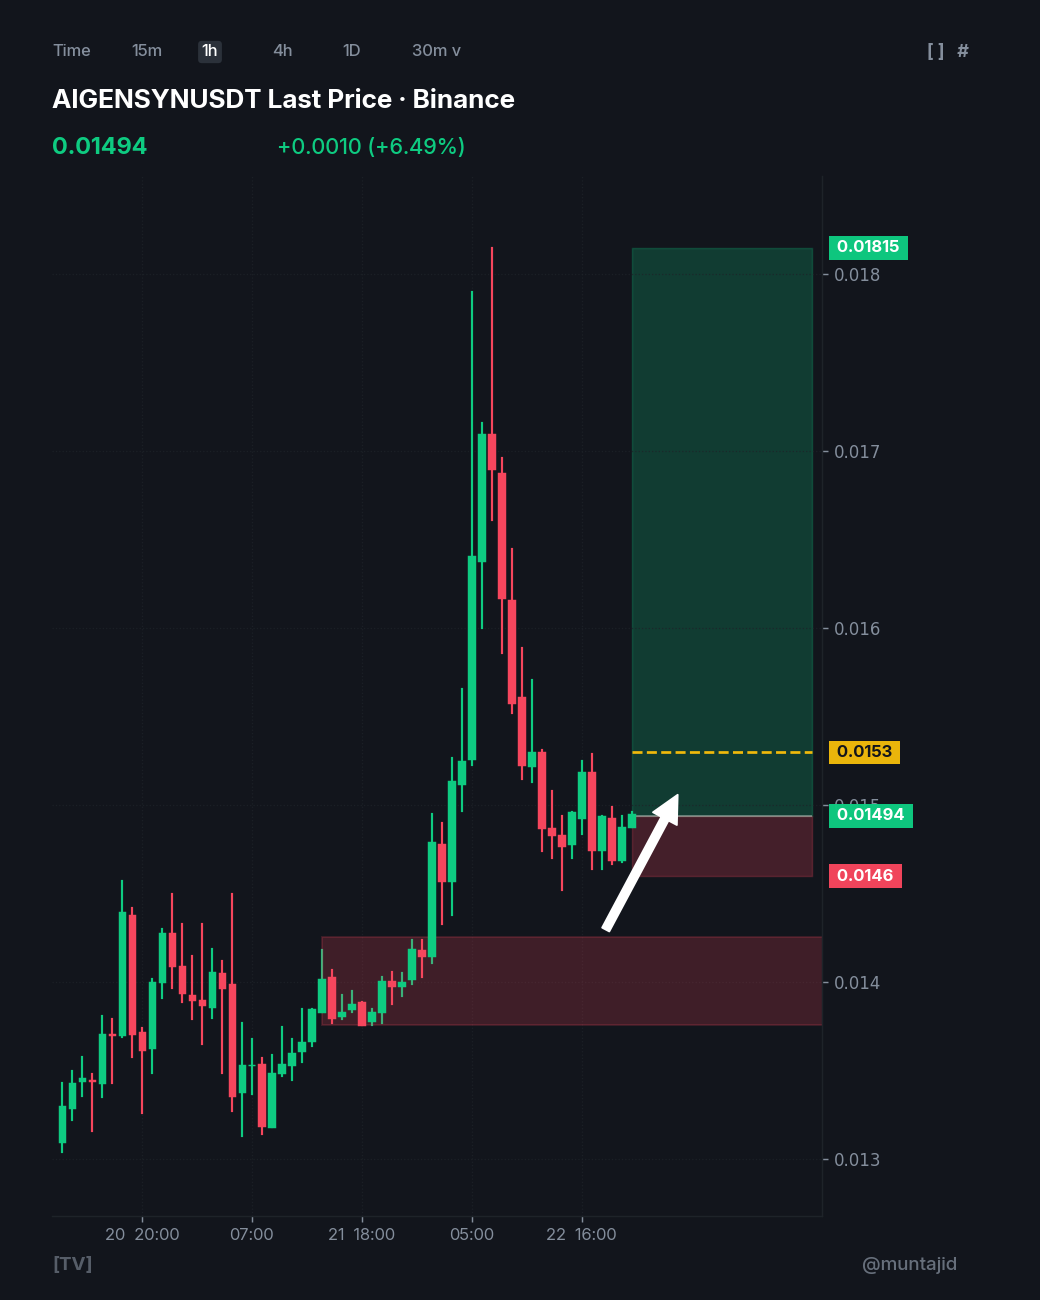 Time 15m 1h 4h 1D 30m v [ ] #
AIGENSYNUSDT Last Price · Binance
0.01494 +0.0010 (+6.49%)
0.01815
0.018
0.017
0.016
0.0153
0.015
0.01494
0.0146
0.014
0.013
20 20:00 07:00 21 18:00 05:00 22 16:00
[TV] @muntajid